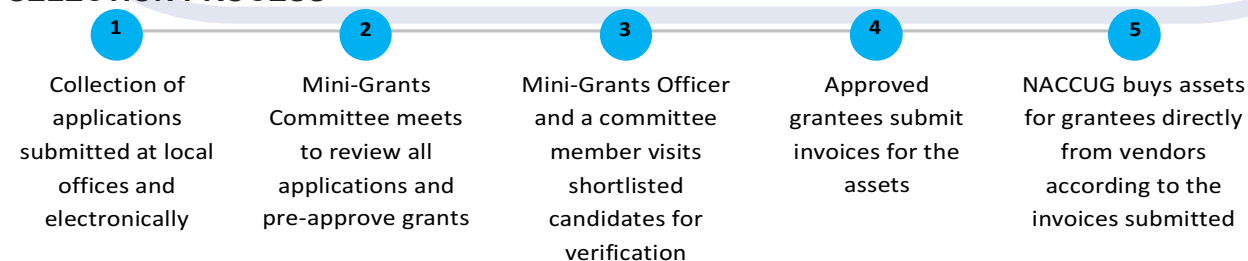 1
Collection of
applications
submitted at local
offices and
electronically
2
Mini-Grants
Committee meets
to review all
applications and
pre-approve grants
3
Mini-Grants Officer
and a committee
member visits
shortlisted
candidates for
verification
4
Approved
grantees submit
invoices for the
assets
5
NACCUG buys assets
for grantees directly
from vendors
according to the
invoices submitted